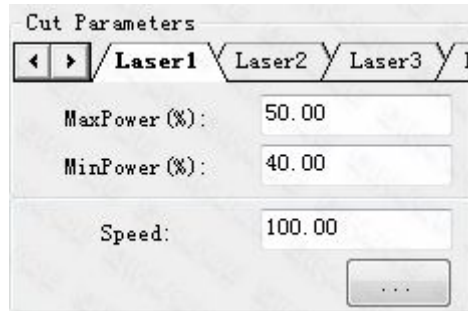 Cut Parameters
Laser1 Laser2 Laser3
MaxPower(%): 50.00
MinPower(%): 40.00
Speed: 100.00
...